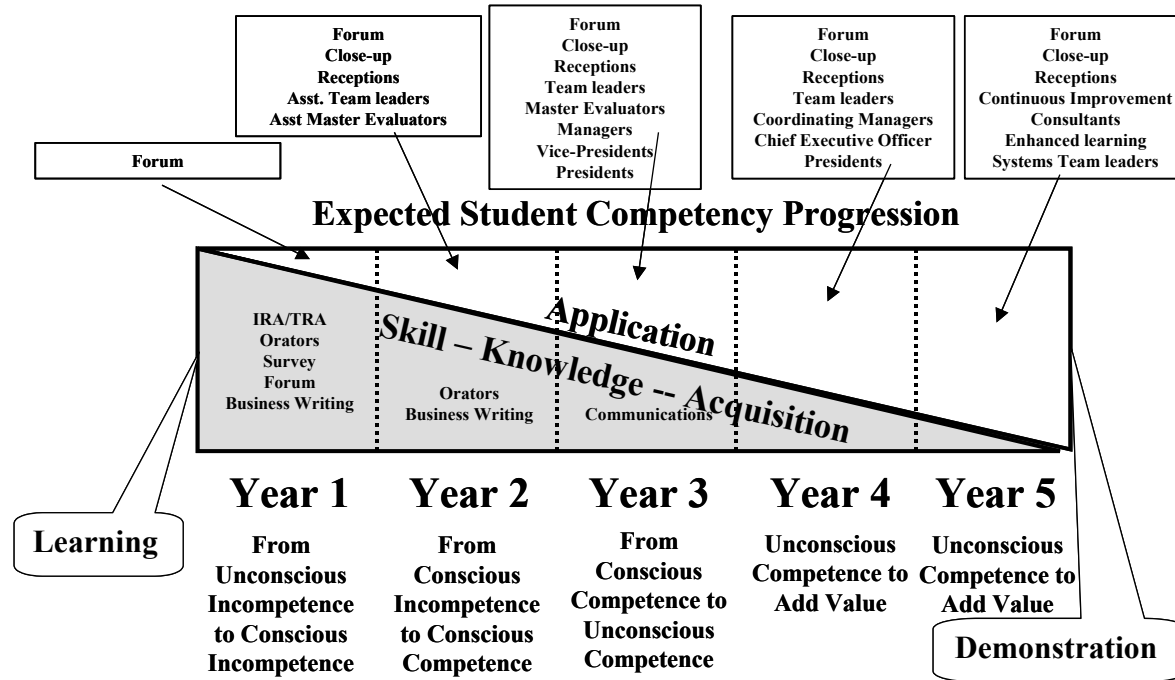 Forum
Forum
Close-up
Receptions
Asst. Team leaders
Asst Master Evaluators
Forum
Close-up
Receptions
Team leaders
Master Evaluators
Managers
Vice-Presidents
Presidents
Forum
Close-up
Receptions
Team leaders
Coordinating Managers
Chief Executive Officer
Presidents
Forum
Close-up
Receptions
Continuous Improvement
Consultants
Enhanced learning
Systems Team leaders
Expected Student Competency Progression
Application
Skill – Knowledge -- Acquisition
IRA/TRA
Orators
Survey
Forum
Business Writing
Orators
Business Writing
Communications
Learning
Year 1
From
Unconscious
Incompetence
to Conscious
Incompetence
Year 2
From
Conscious
Incompetence
to Conscious
Competence
Year 3
From
Conscious
Competence to
Unconscious
Competence
Year 4
Unconscious
Competence to
Add Value
Year 5
Unconscious
Competence to
Add Value
Demonstration